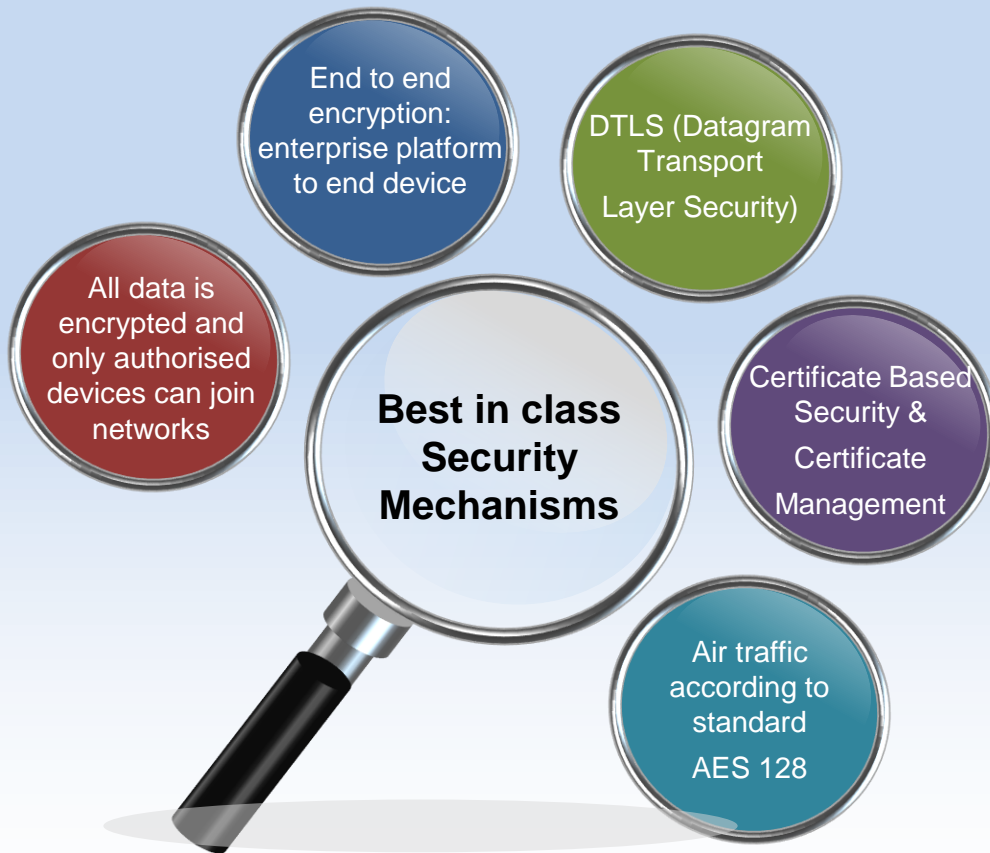 End to end
encryption:
enterprise platform
to end device
DTLS (Datagram
Transport
Layer Security)
All data is
encrypted and
only authorised
devices can join
networks
Best in class
Security
Mechanisms
Certificate Based
Security &
Certificate
Management
Air traffic
according to
standard
AES 128